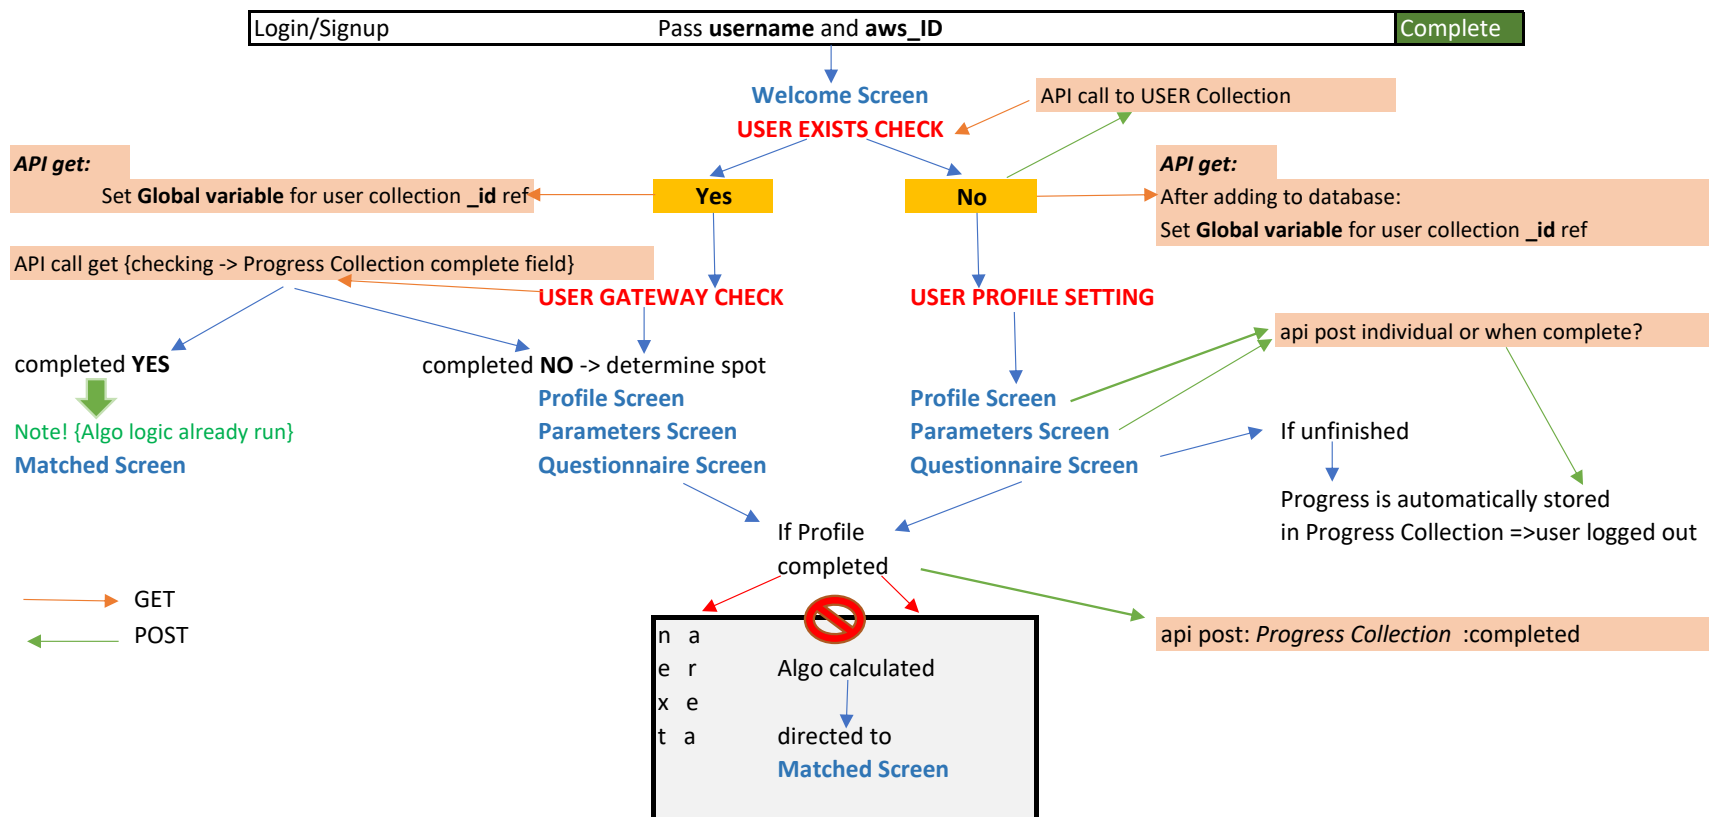 Login/Signup Pass username and aws_ID Complete
Welcome Screen
API call to USER Collection
USER EXISTS CHECK
API get:
Set Global variable for user collection _id ref
Yes
No
API get:
After adding to database:
Set Global variable for user collection _id ref
API call get {checking -> Progress Collection complete field}
USER GATEWAY CHECK
USER PROFILE SETTING
api post individual or when complete?
completed YES
completed NO -> determine spot
Profile Screen
Parameters Screen
Questionnaire Screen
Profile Screen
Parameters Screen
Questionnaire Screen
Note! {Algo logic already run}
Matched Screen
If unfinished
Progress is automatically stored
in Progress Collection =>user logged out
If Profile
completed
GET
POST
api post: Progress Collection :completed
n a
e r
x e
t a
Algo calculated
directed to
Matched Screen